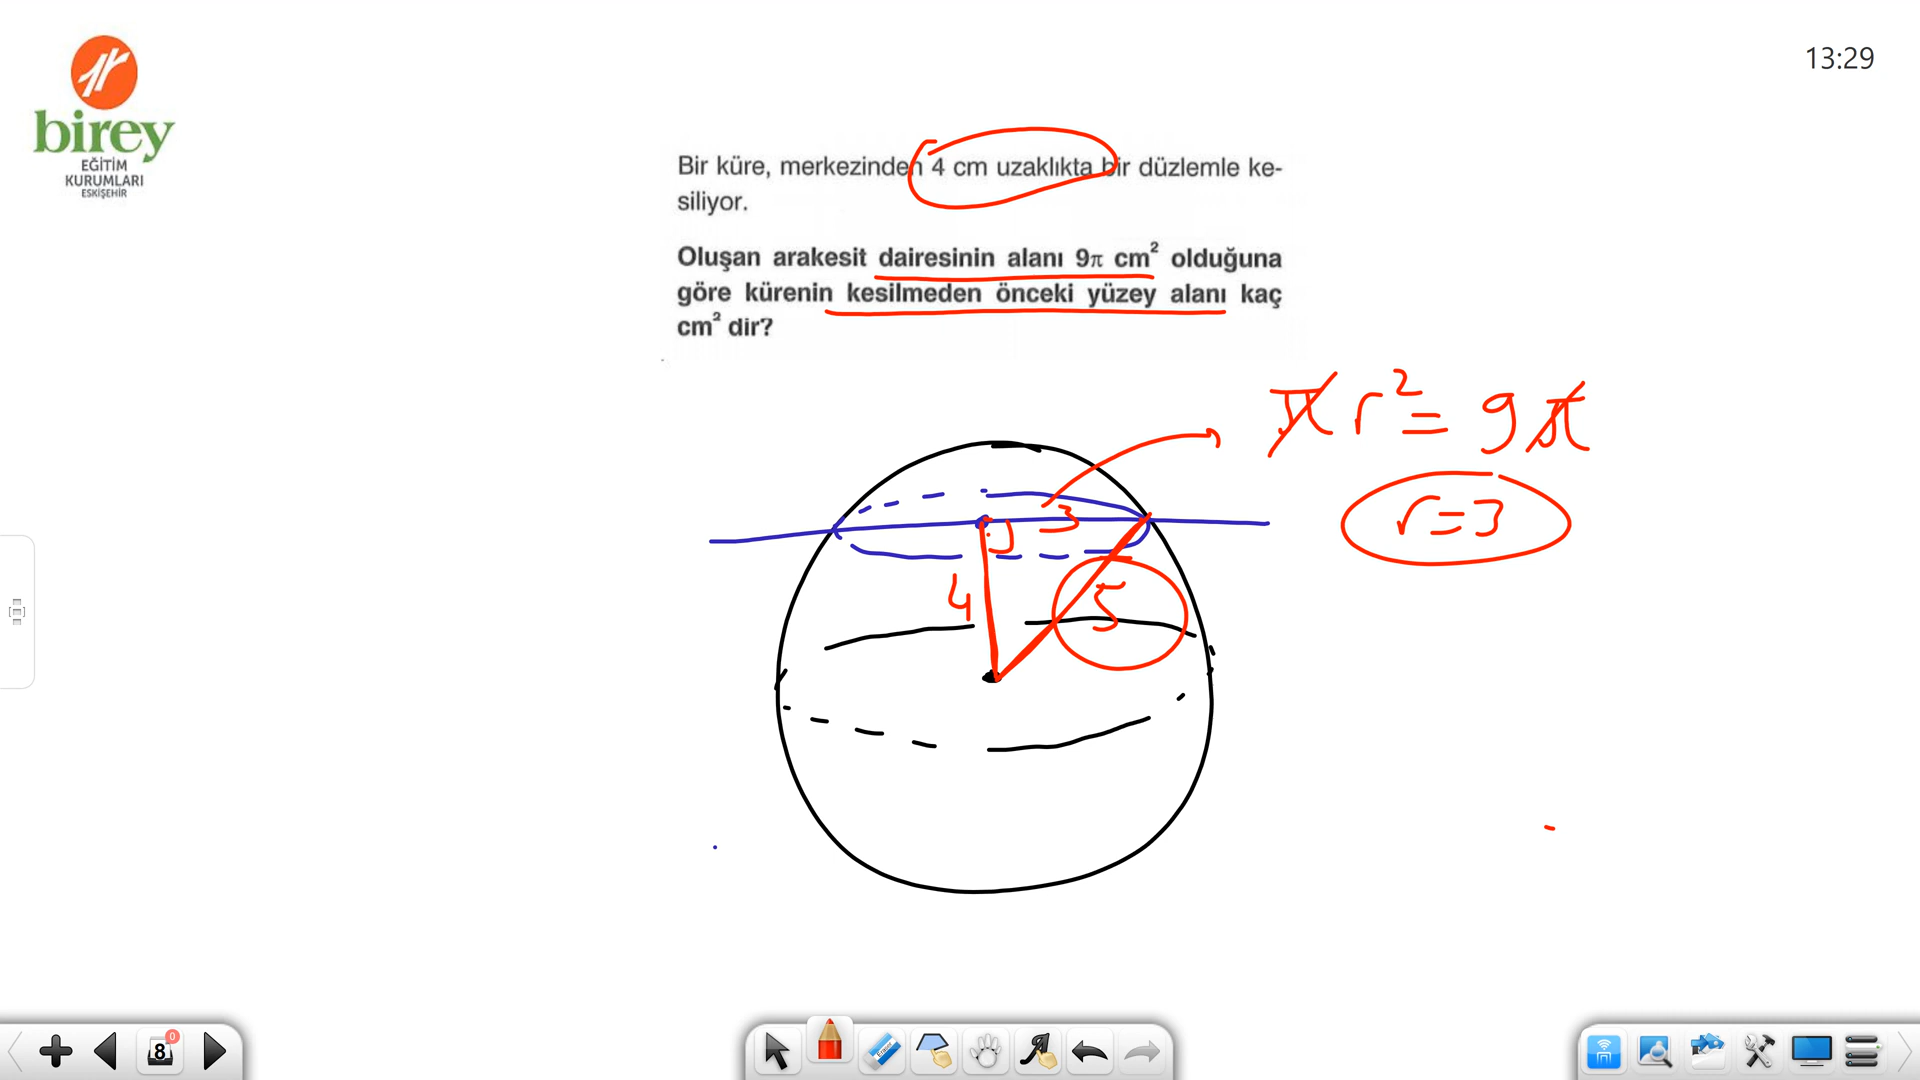 birey
EĞİTİM
KURUMLARI
ESKİŞEHİR
13:29
Bir küre, merkezinden 4 cm uzaklıkta bir düzlemle ke-
siliyor.
Oluşan arakesit dairesinin alanı 9π cm² olduğuna
göre kürenin kesilmeden önceki yüzey alanı kaç
cm² dir?
π r² = 9π
r=3
3
4
5
8
0